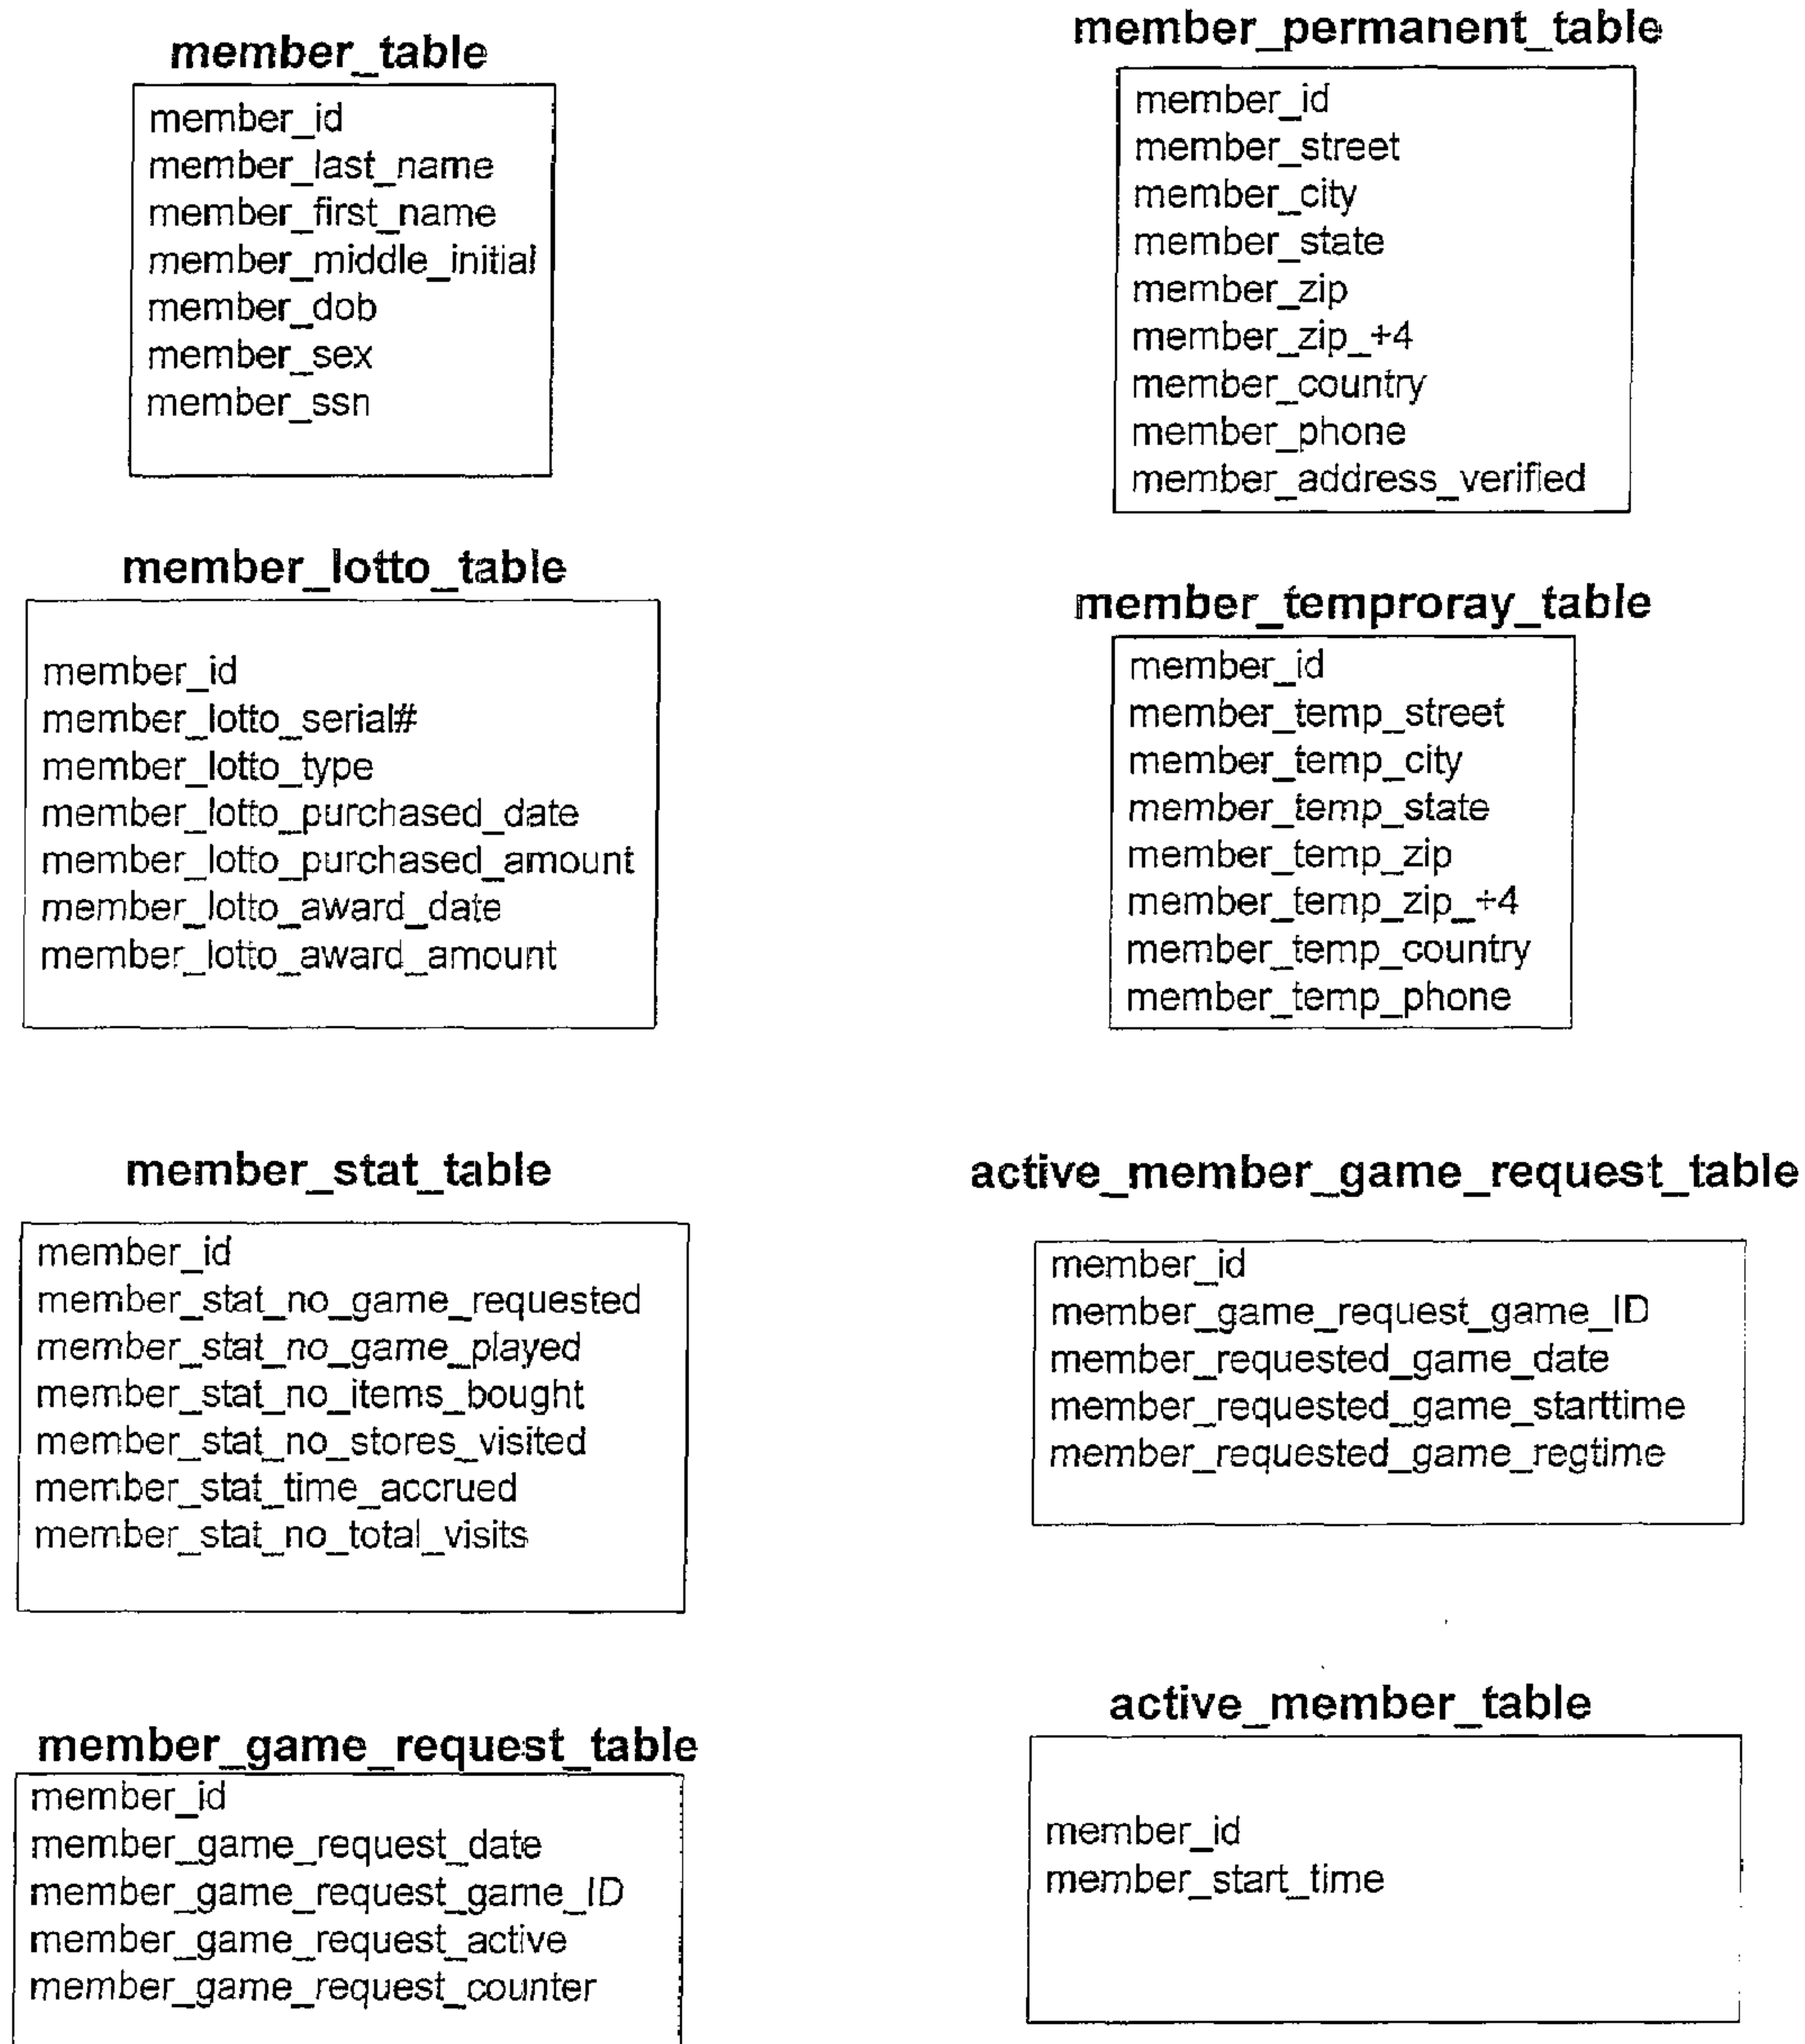 member_table
member_id
member_last_name
member_first_name
member_middle_initial
member_dob
member_sex
member_ssn
member_permanent_table
member_id
member_street
member_city
member_state
member_zip
member_zip_+4
member_country
member_phone
member_address_verified
member_lotto_table
member_id
member_lotto_serial#
member_lotto_type
member_lotto_purchased_date
member_lotto_purchased_amount
member_lotto_award_date
member_lotto_award_amount
member_temproray_table
member_id
member_temp_street
member_temp_city
member_temp_state
member_temp_zip
member_temp_zip_+4
member_temp_country
member_temp_phone
member_stat_table
member_id
member_stat_no_game_requested
member_stat_no_game_played
member_stat_no_items_bought
member_stat_no_stores_visited
member_stat_time_accrued
member_stat_no_total_visits
active_member_game_request_table
member_id
member_game_request_game_ID
member_requested_game_date
member_requested_game_starttime
member_requested_game_regtime
member_game_request_table
member_id
member_game_request_date
member_game_request_game_ID
member_game_request_active
member_game_request_counter
active_member_table
member_id
member_start_time